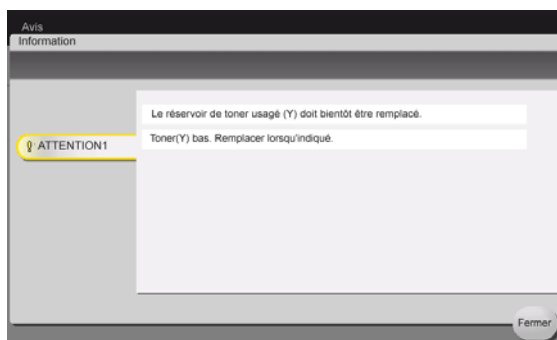 Avis
Information
Le réservoir de toner usagé (Y) doit bientôt être remplacé.
Toner(Y) bas. Remplacer lorsqu'indiqué.
ATTENTION1
Fermer